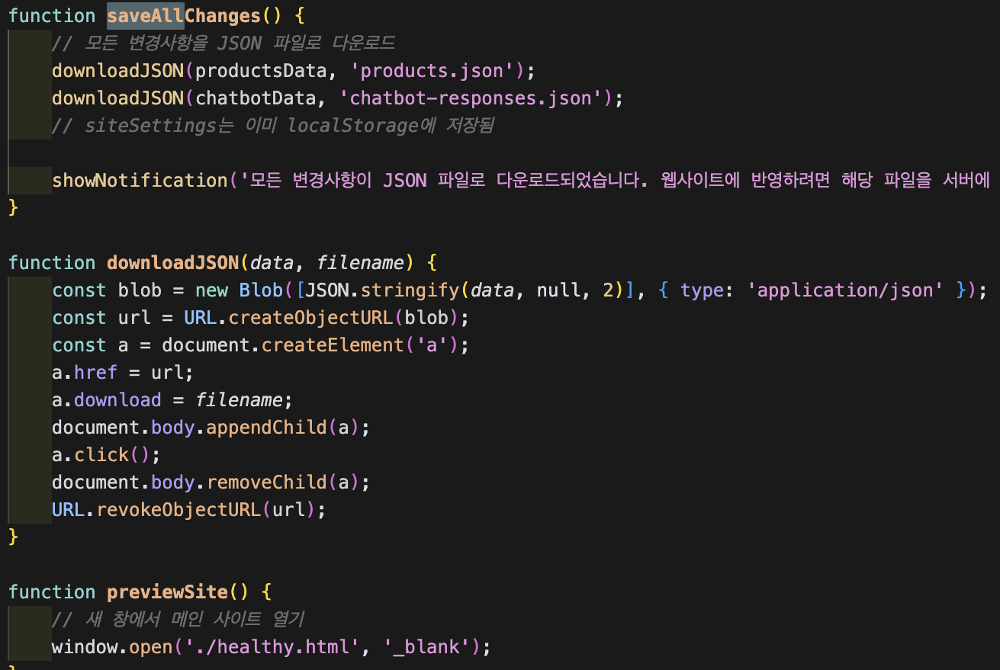 function saveAllChanges() {
    // 모든 변경사항을 JSON 파일로 다운로드
    downloadJSON(productsData, 'products.json');
    downloadJSON(chatbotData, 'chatbot-responses.json');
    // siteSettings는 이미 localStorage에 저장됨

    showNotification('모든 변경사항이 JSON 파일로 다운로드되었습니다. 웹사이트에 반영하려면 해당 파일을 서버에
}

function downloadJSON(data, filename) {
    const blob = new Blob([JSON.stringify(data, null, 2)], { type: 'application/json' });
    const url = URL.createObjectURL(blob);
    const a = document.createElement('a');
    a.href = url;
    a.download = filename;
    document.body.appendChild(a);
    a.click();
    document.body.removeChild(a);
    URL.revokeObjectURL(url);
}

function previewSite() {
    // 새 창에서 메인 사이트 열기
    window.open('./healthy.html', '_blank');
}